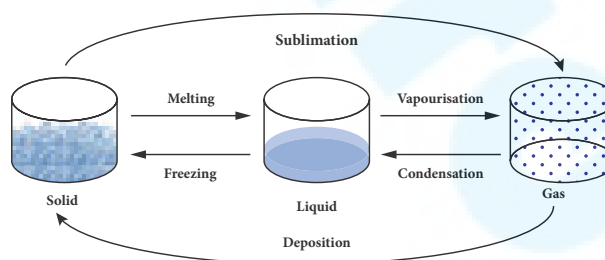 Sublimation
Melting
Vapourisation
Freezing
Condensation
Solid
Liquid
Gas
Deposition